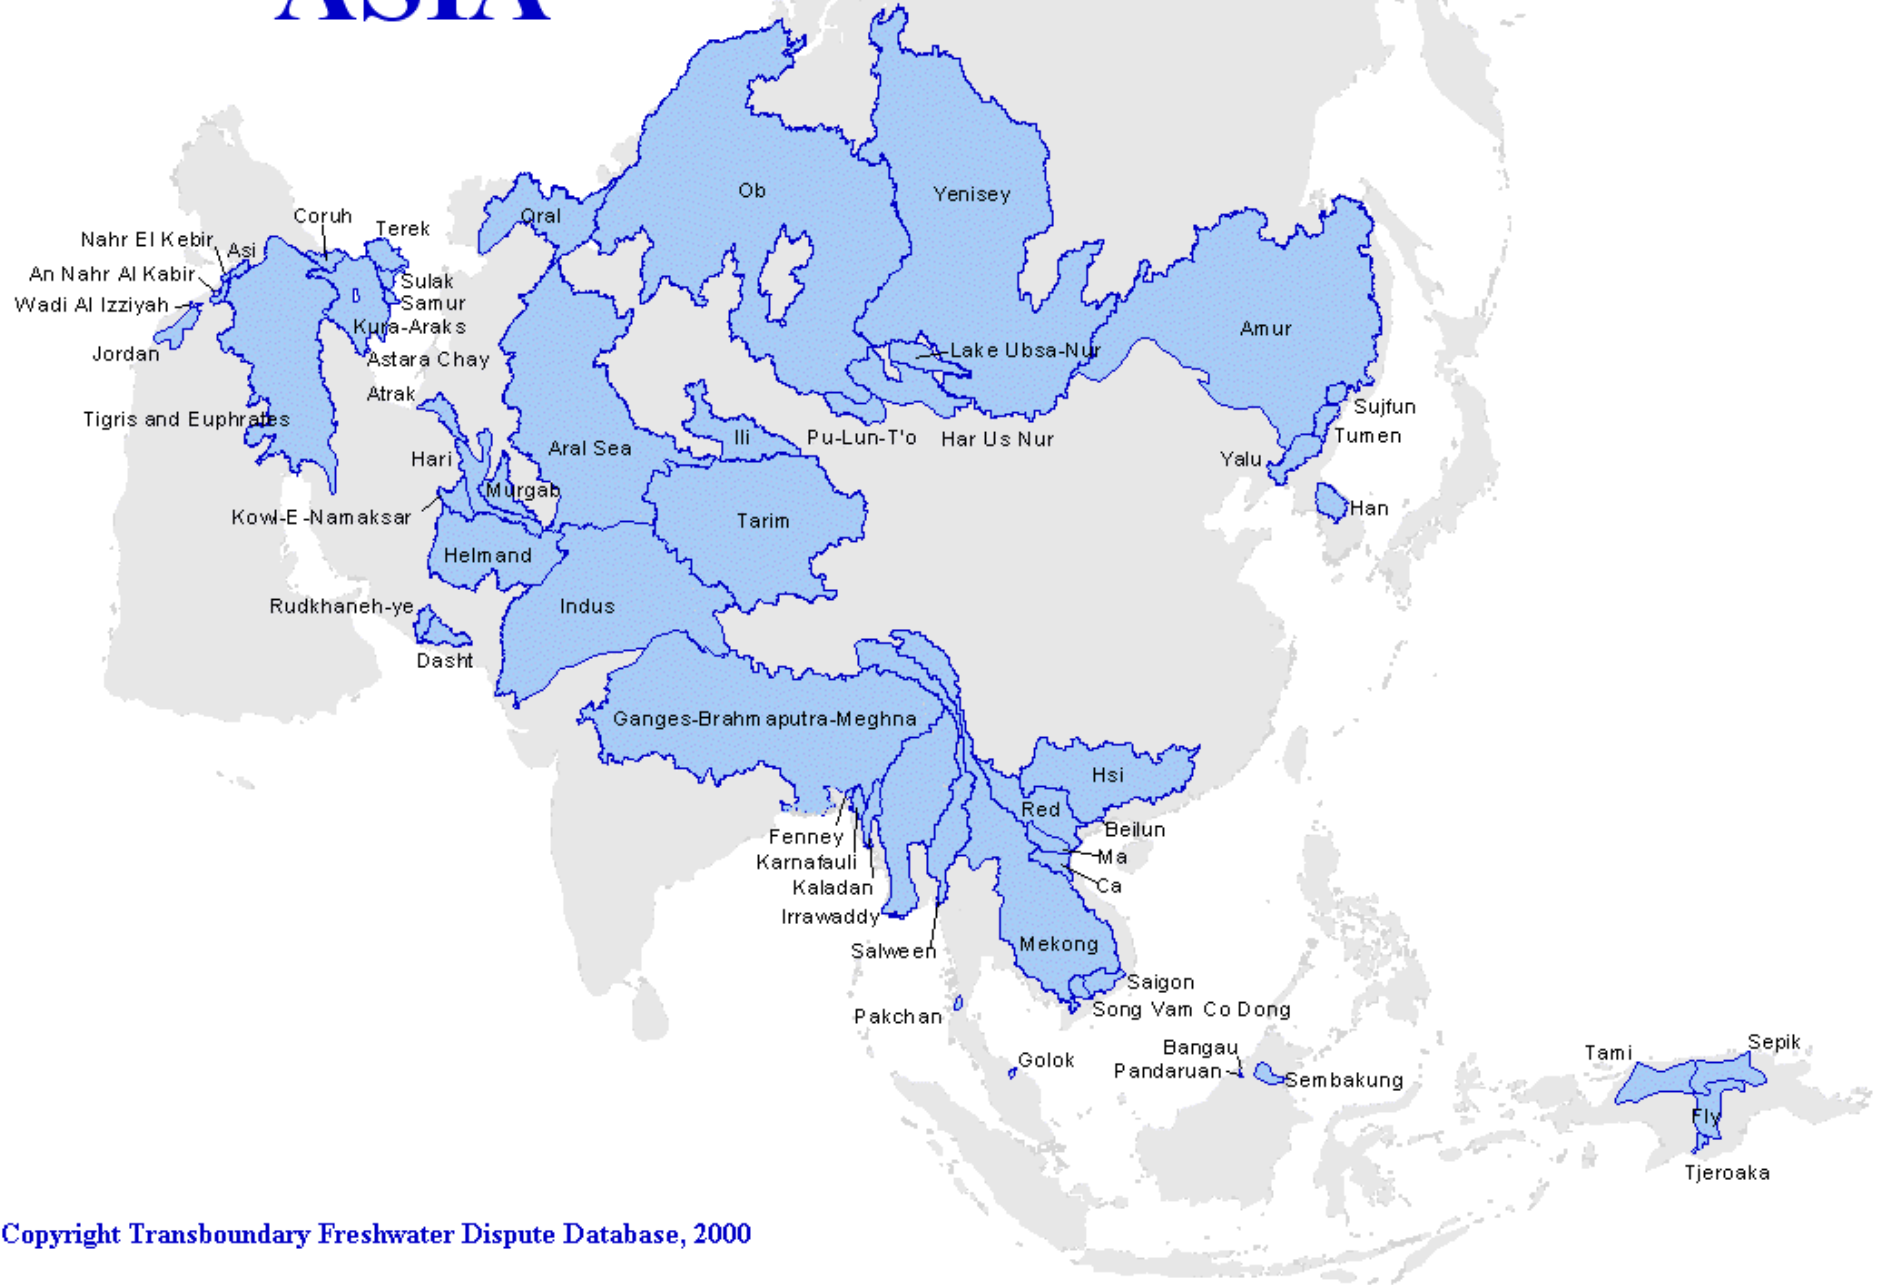 ASIA
Ob
Yenisey
Oral
Coruh
Terek
Nahr El Kebir
Asi
An Nahr Al Kabir
Sulak
Wadi Al Izziyah
Samur
Kura-Araks
Amur
Jordan
Lake Ubsa-Nur
Astara Chay
Atrak
Sujfun
Tigris and Euphrates
Tumen
Ili
Pu-Lun-T'o
Har Us Nur
Aral Sea
Hari
Yalu
Murgab
Han
Kowl-E-Namaksar
Tarim
Helmand
Rudkhaneh-ye
Indus
Dasht
Ganges-Brahmaputra-Meghna
Hsi
Red
Beilun
Fenney
Ma
Karnafauli
Kaladan
Ca
Irrawaddy
Mekong
Salween
Saigon
Song Vam Co Dong
Pakchan
Sepik
Bangau
Tami
Golok
Pandaruan
Sembakung
Fly
Tjeroaka
Copyright Transboundary Freshwater Dispute Database, 2000